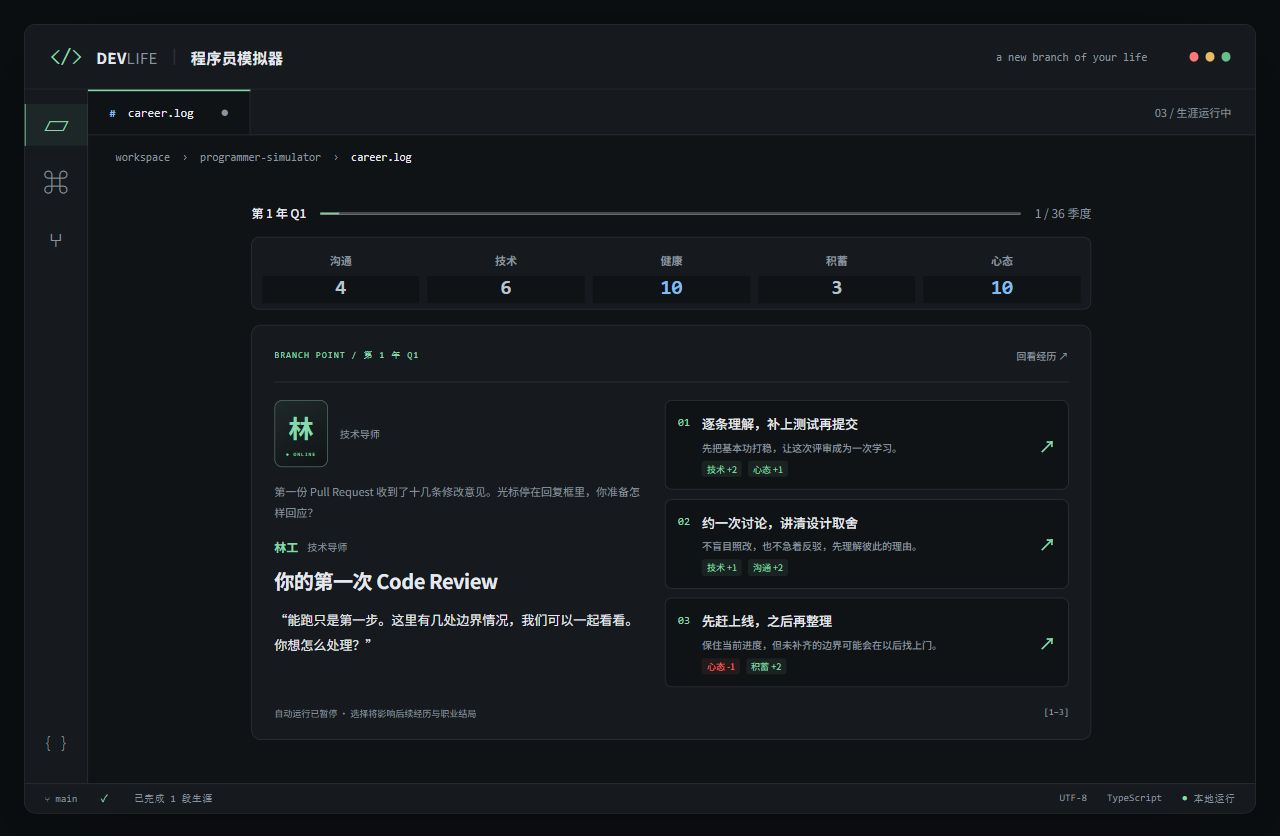 </> DEVLIFE 程序员模拟器
a new branch of your life
# career.log
03 / 生涯运行中
workspace › programmer-simulator › career.log
第 1 年 Q1
1 / 36 季度
沟通 技术 健康 积蓄 心态
4 6 10 3 10
BRANCH POINT / 第 1 年 Q1
回看经历 ↗
林
● ONLINE
技术导师
第一份 Pull Request 收到了十几条修改意见。光标停在回复框里，你准备怎
样回应？
林工 技术导师
你的第一次 Code Review
“能跑只是第一步。这里有几处边界情况，我们可以一起看看。
你想怎么处理？”
01 逐条理解，补上测试再提交
先把基本功打稳，让这次评审成为一次学习。
技术 +2 心态 +1
↗
02 约一次讨论，讲清设计取舍
不盲目照改，也不急着反驳，先理解彼此的理由。
技术 +1 沟通 +2
↗
03 先赶上线，之后再整理
保住当前进度，但未补齐的边界可能会在以后找上门。
心态 -1 积蓄 +2
↗
自动运行已暂停 · 选择将影响后续经历与职业结局
[1–3]
{ }
⑂ main ✓ 已完成 1 段生涯
UTF-8 TypeScript ● 本地运行